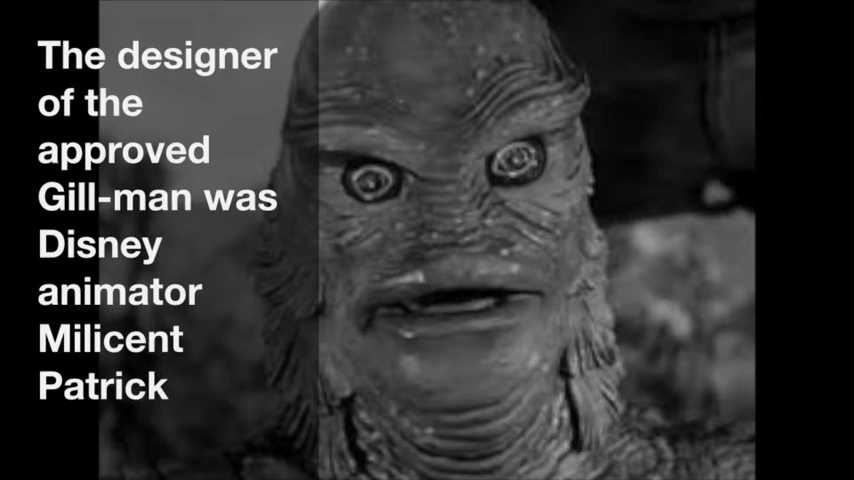 The designer
of the
approved
Gill-man was
Disney
animator
Milicent
Patrick